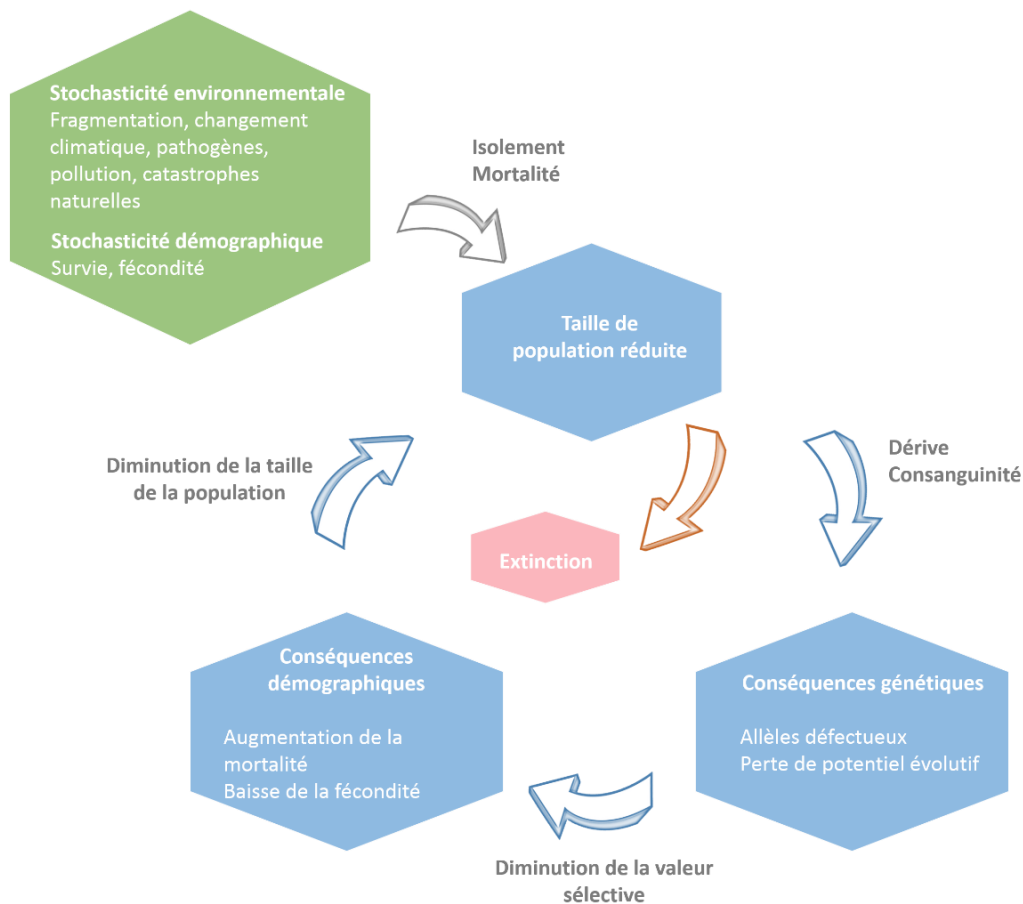 Stochasticité environnementale
Fragmentation, changement
climatique, pathogènes,
pollution, catastrophes
naturelles
Stochasticité démographique
Survie, fécondité
Isolement
Mortalité
Taille de
population réduite
Dérive
Consanguinité
Diminution de la taille
de la population
Extinction
Conséquences
démographiques
Augmentation de la
mortalité
Baisse de la fécondité
Conséquences génétiques
Allèles défectueux
Perte de potentiel évolutif
Diminution de la valeur
sélective